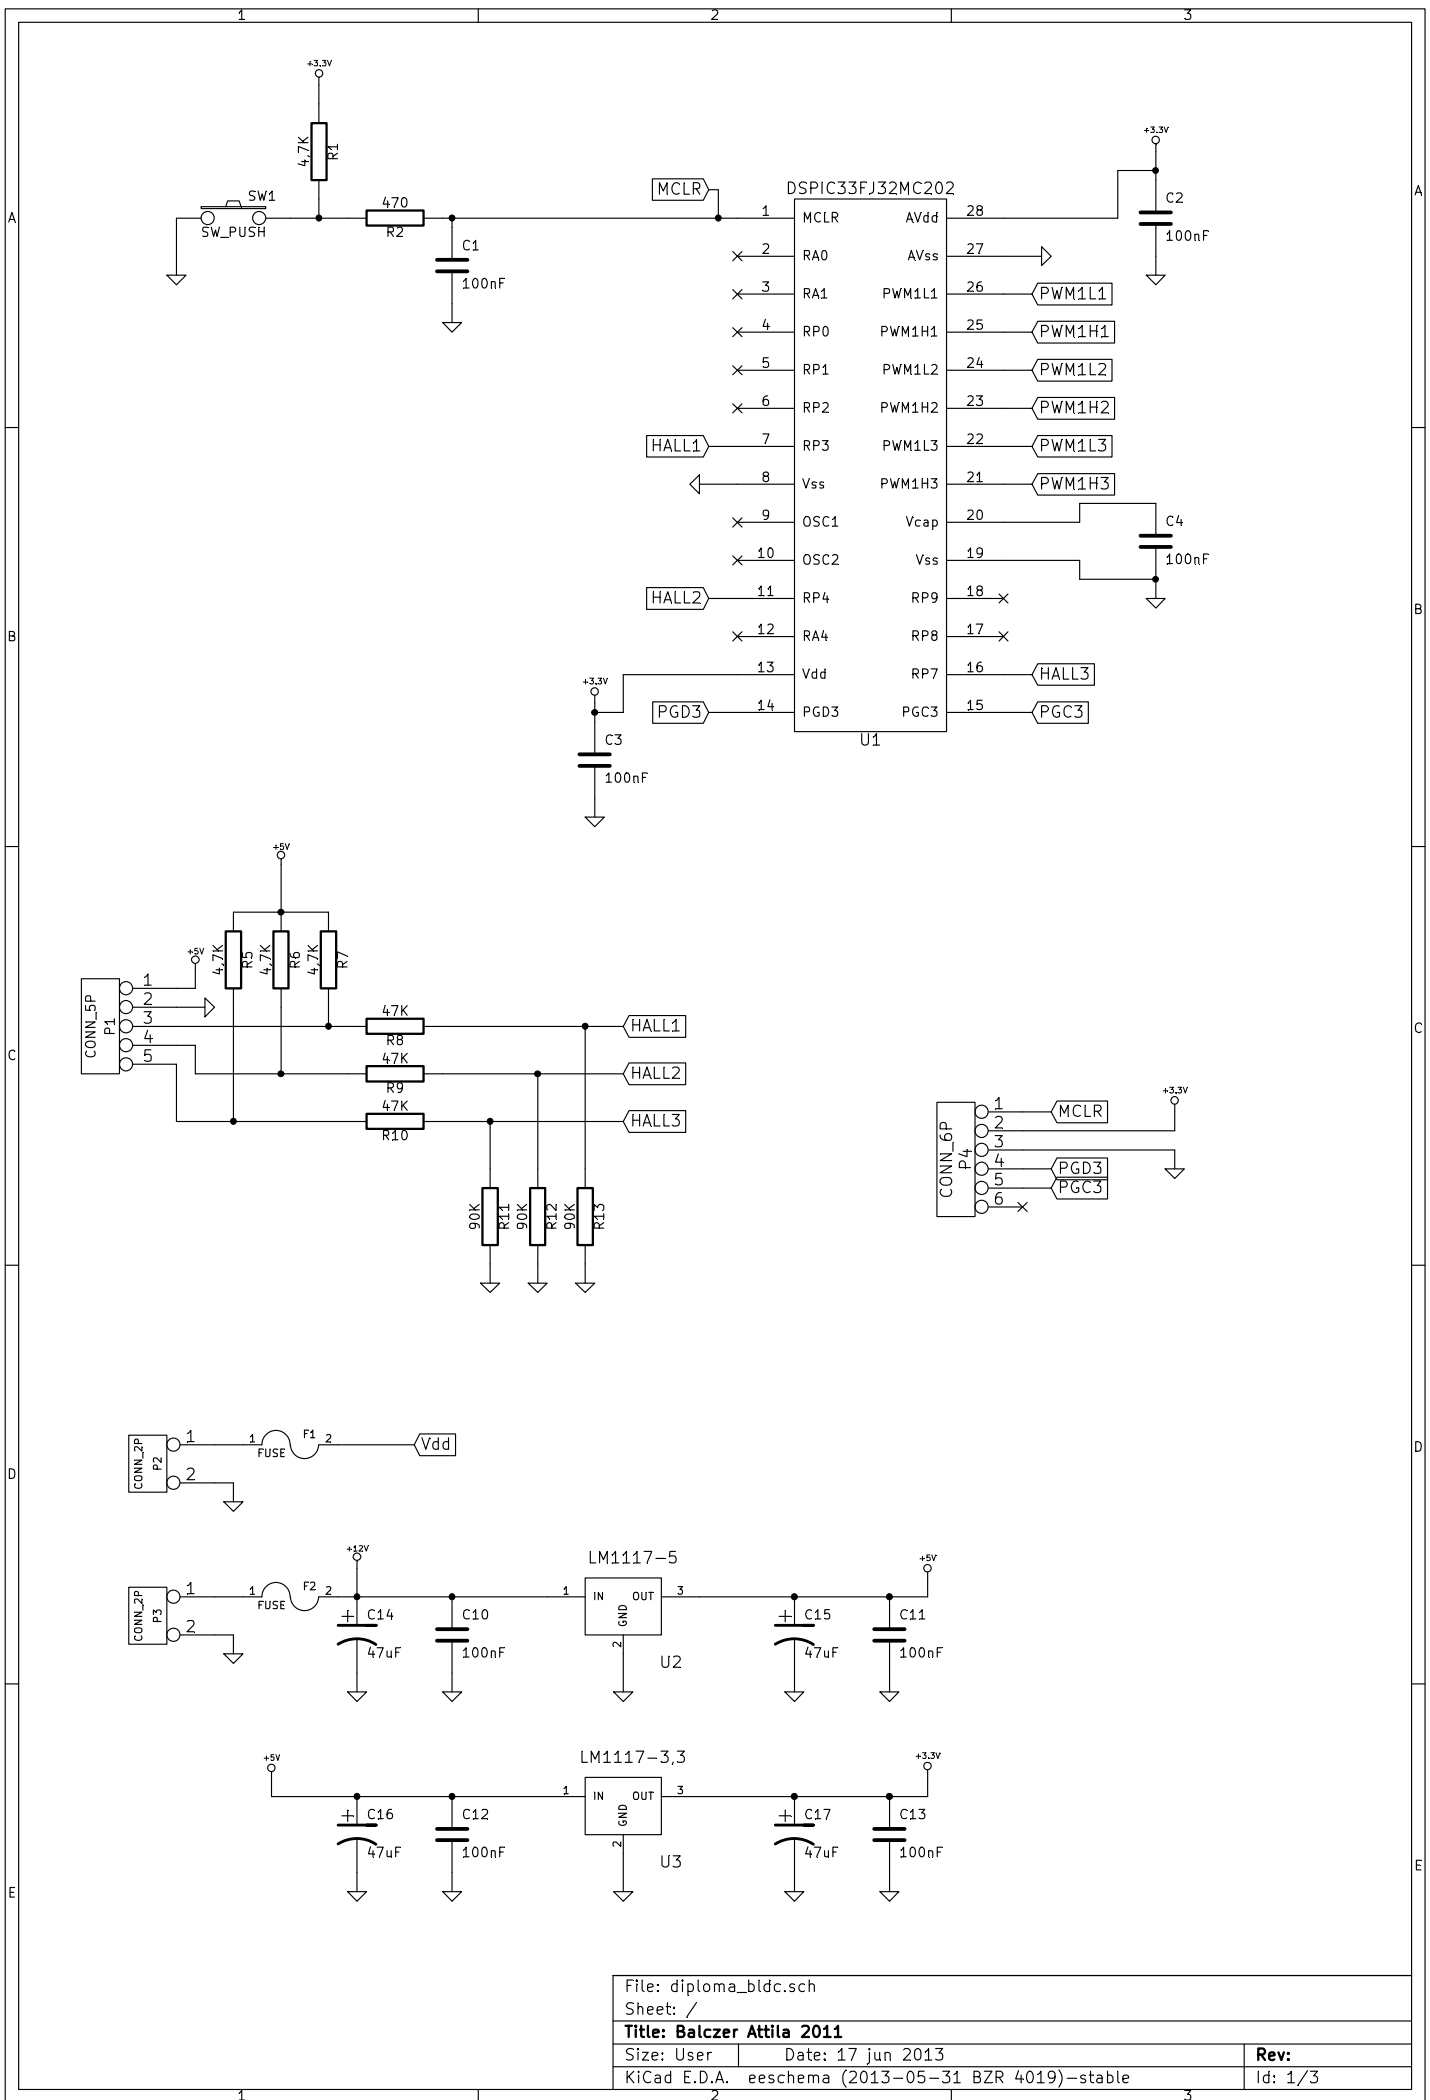 1 2 3
+3.3V
4,7K R1
SW1
SW_PUSH
470
R2
C1
100nF
MCLR
DSPIC33FJ32MC202
+3.3V
C2
100nF
A A
1 MCLR AVdd 28
2 RA0 AVss 27
3 RA1 PWM1L1 26 PWM1L1
4 RP0 PWM1H1 25 PWM1H1
5 RP1 PWM1L2 24 PWM1L2
6 RP2 PWM1H2 23 PWM1H2
HALL1 7 RP3 PWM1L3 22 PWM1L3
8 Vss PWM1H3 21 PWM1H3
9 OSC1 Vcap 20
10 OSC2 Vss 19
C4
100nF
HALL2 11 RP4 RP9 18
12 RA4 RP8 17
13 Vdd RP7 16 HALL3
PGD3 14 PGD3 PGC3 15 PGC3
U1
B B
+3.3V
C3
100nF
+5V
+5V
4,7K R5
4,7K R6
4,7K R7
CONN_5P
P1
1
2
3
4
5
47K
R8
HALL1
47K
R9
HALL2
47K
R10
HALL3
90K R11
90K R12
90K R13
C C
CONN_6P
P4
1 MCLR
2
3
4 PGD3
5 PGC3
6
+3.3V
D D
CONN_2P
P2
1
2
1 F1 2
FUSE
Vdd
CONN_2P
P3
1
2
1 F2 2
FUSE
+12V
C14
47uF
C10
100nF
LM1117-5
1 IN OUT 3
GND
2
U2
C15
47uF
C11
100nF
+5V
+5V
C16
47uF
C12
100nF
LM1117-3,3
1 IN OUT 3
GND
2
U3
C17
47uF
C13
100nF
+3.3V
E E
File: diploma_bldc.sch
Sheet: /
Title: Balczer Attila 2011
Size: User Date: 17 jun 2013 Rev:
KiCad E.D.A. eeschema (2013-05-31 BZR 4019)-stable Id: 1/3
1 2 3